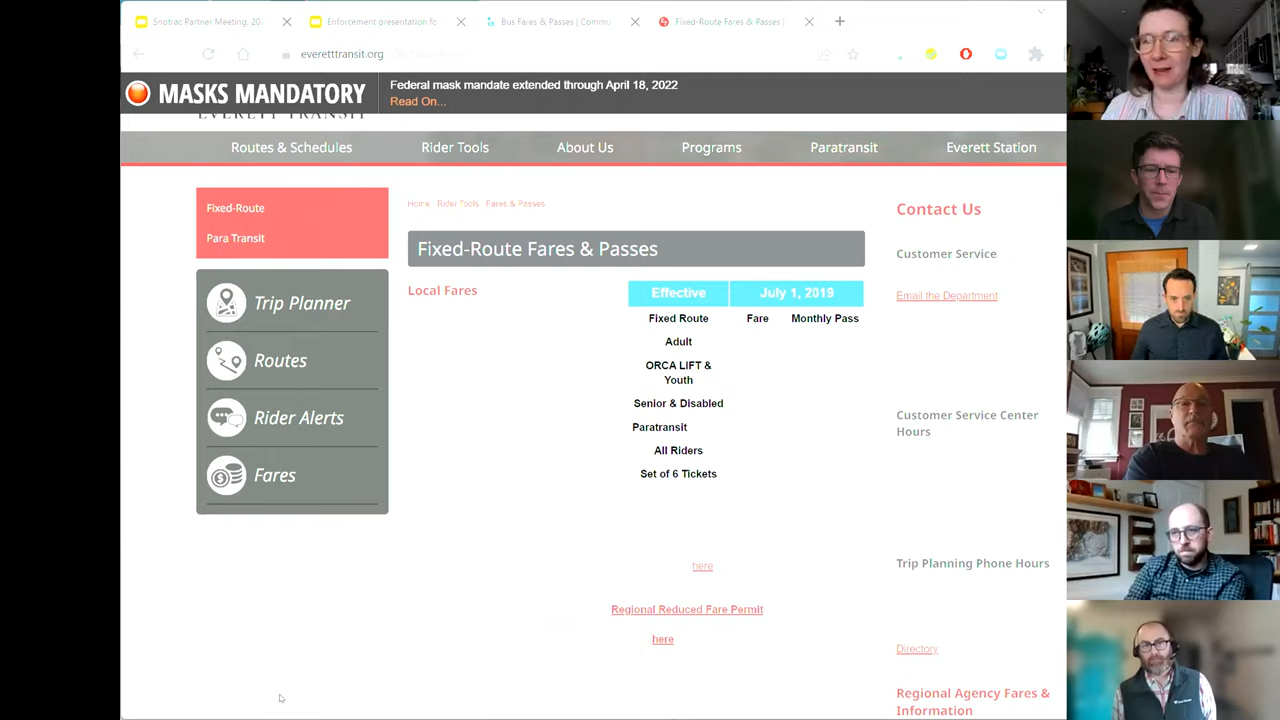 Snotrac Partner Meeting, 202
Enforcement presentation fo
Bus Fares & Passes | Commu
Fixed-Route Fares & Passes |
everetttransit.org
MASKS MANDATORY
Federal mask mandate extended through April 18, 2022
Read On...
EVERETT TRANSIT
Routes & Schedules
Rider Tools
About Us
Programs
Paratransit
Everett Station
Fixed-Route
Para Transit
Trip Planner
Routes
Rider Alerts
Fares
Home Rider Tools Fares & Passes
Fixed-Route Fares & Passes
Local Fares
Effective July 1, 2019
Fixed Route Fare Monthly Pass
Adult
ORCA LIFT &
Youth
Senior & Disabled
Paratransit
All Riders
Set of 6 Tickets
here
Regional Reduced Fare Permit
here
Contact Us
Customer Service
Email the Department
Customer Service Center
Hours
Trip Planning Phone Hours
Directory
Regional Agency Fares &
Information